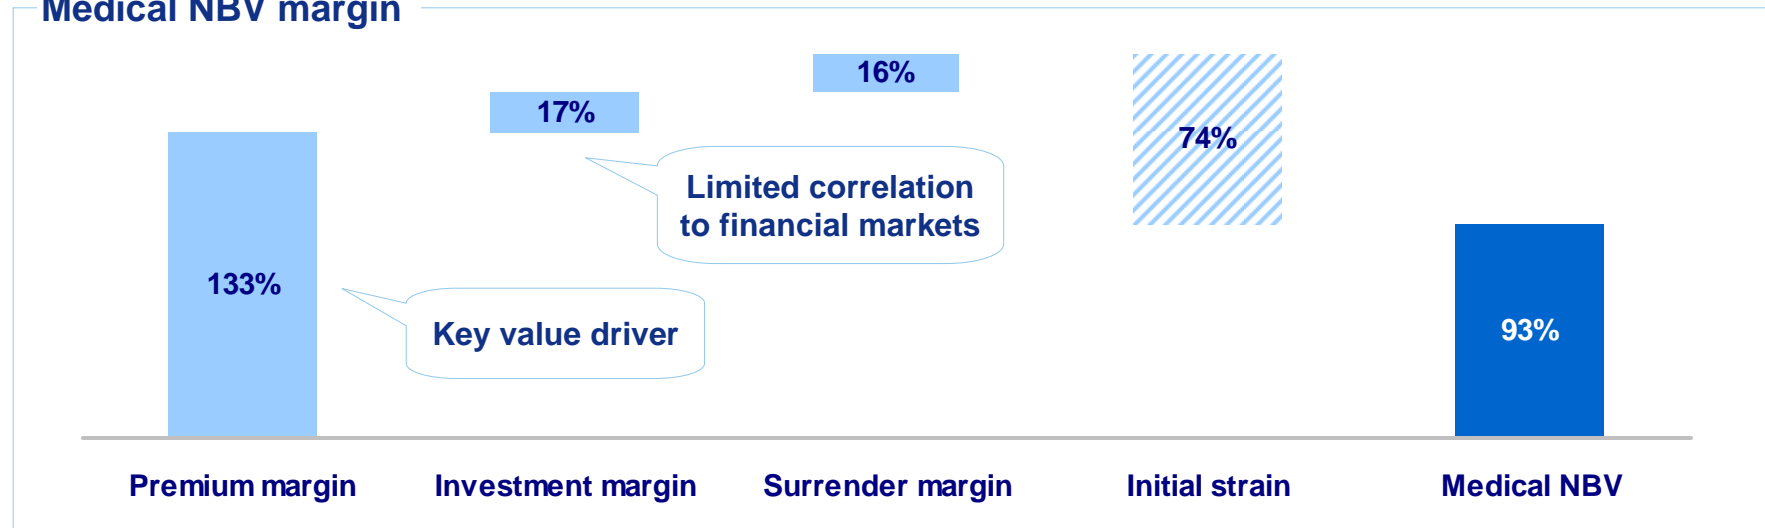 Medical NBV margin
16%
17%
74%
Limited correlation
to financial markets
133%
Key value driver
93%
Premium margin
Investment margin
Surrender margin
Initial strain
Medical NBV